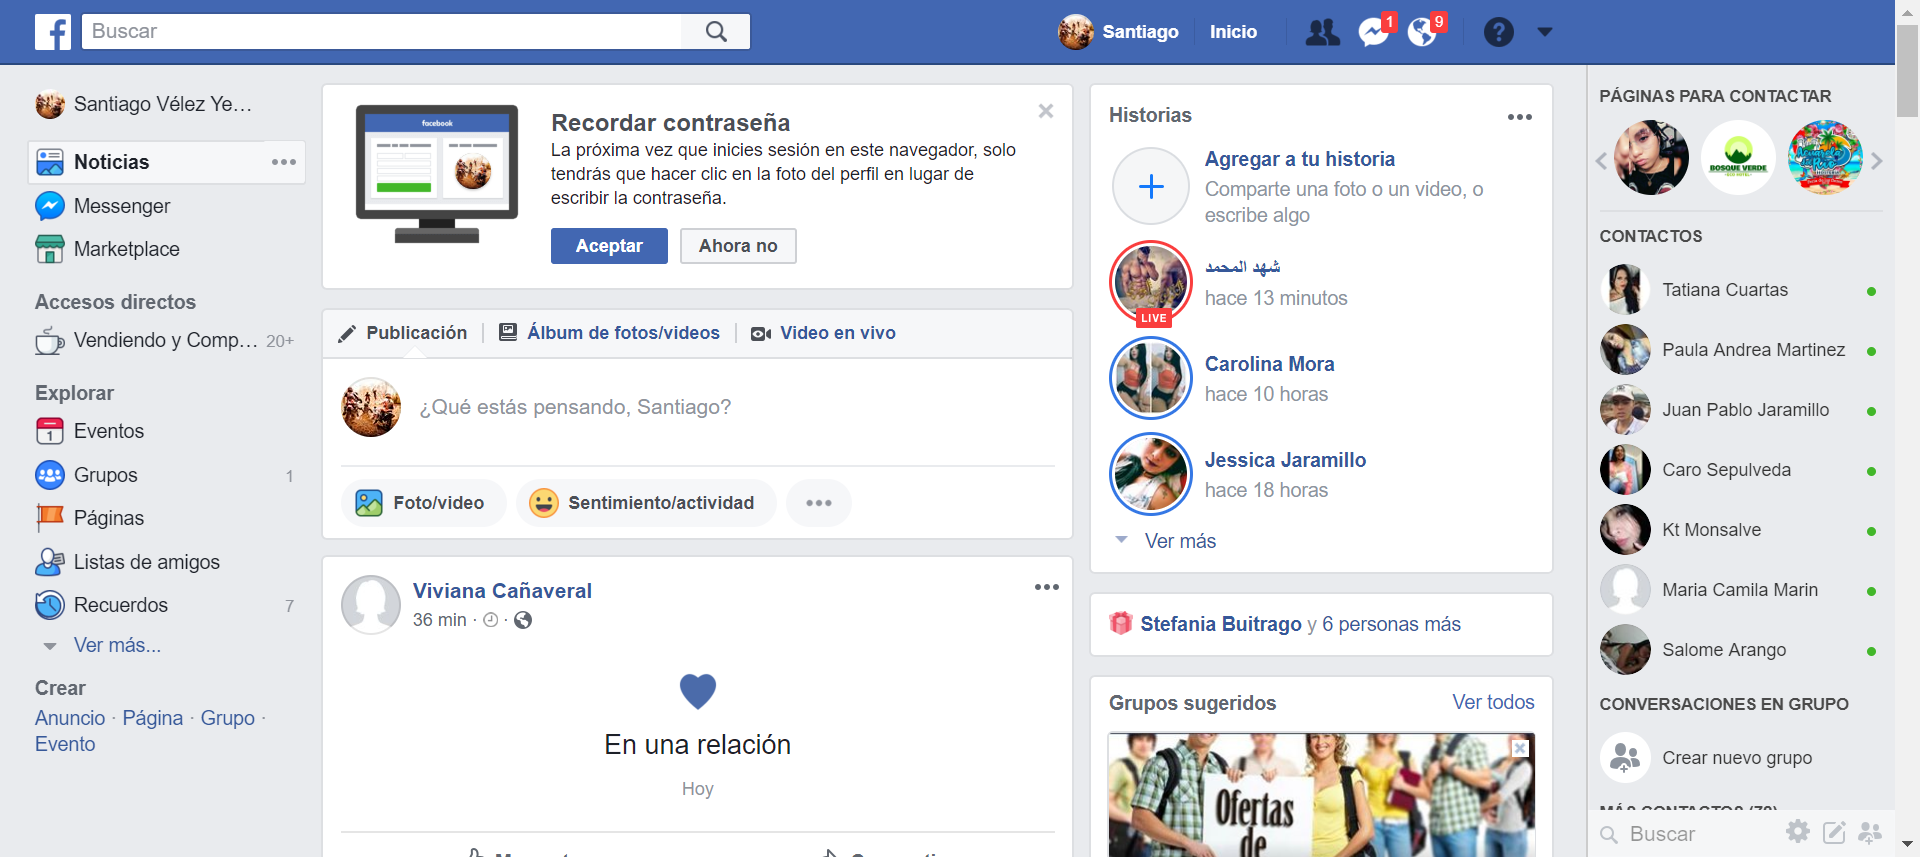 Buscar
Santiago
Inicio
1
9
Santiago Vélez Ye...
Noticias
Messenger
Marketplace
Accesos directos
Vendiendo y Comp... 20+
Explorar
Eventos
Grupos 1
Páginas
Listas de amigos
Recuerdos 7
Ver más...
Crear
Anuncio · Página · Grupo ·
Evento
facebook
Recordar contraseña
La próxima vez que inicies sesión en este navegador, solo
tendrás que hacer clic en la foto del perfil en lugar de
escribir la contraseña.
Aceptar
Ahora no
Publicación
Álbum de fotos/videos
Video en vivo
¿Qué estás pensando, Santiago?
Foto/video
Sentimiento/actividad
Viviana Cañaveral
36 min
En una relación
Hoy
Historias
Agregar a tu historia
Comparte una foto o un video, o
escribe algo
شهد المحمد
hace 13 minutos
LIVE
Carolina Mora
hace 10 horas
Jessica Jaramillo
hace 18 horas
Ver más
Stefania Buitrago y 6 personas más
Grupos sugeridos
Ver todos
Ofertas
de
PÁGINAS PARA CONTACTAR
BOSQUE VERDE
CONTACTOS
Tatiana Cuartas
Paula Andrea Martinez
Juan Pablo Jaramillo
Caro Sepulveda
Kt Monsalve
Maria Camila Marin
Salome Arango
CONVERSACIONES EN GRUPO
Crear nuevo grupo
Buscar